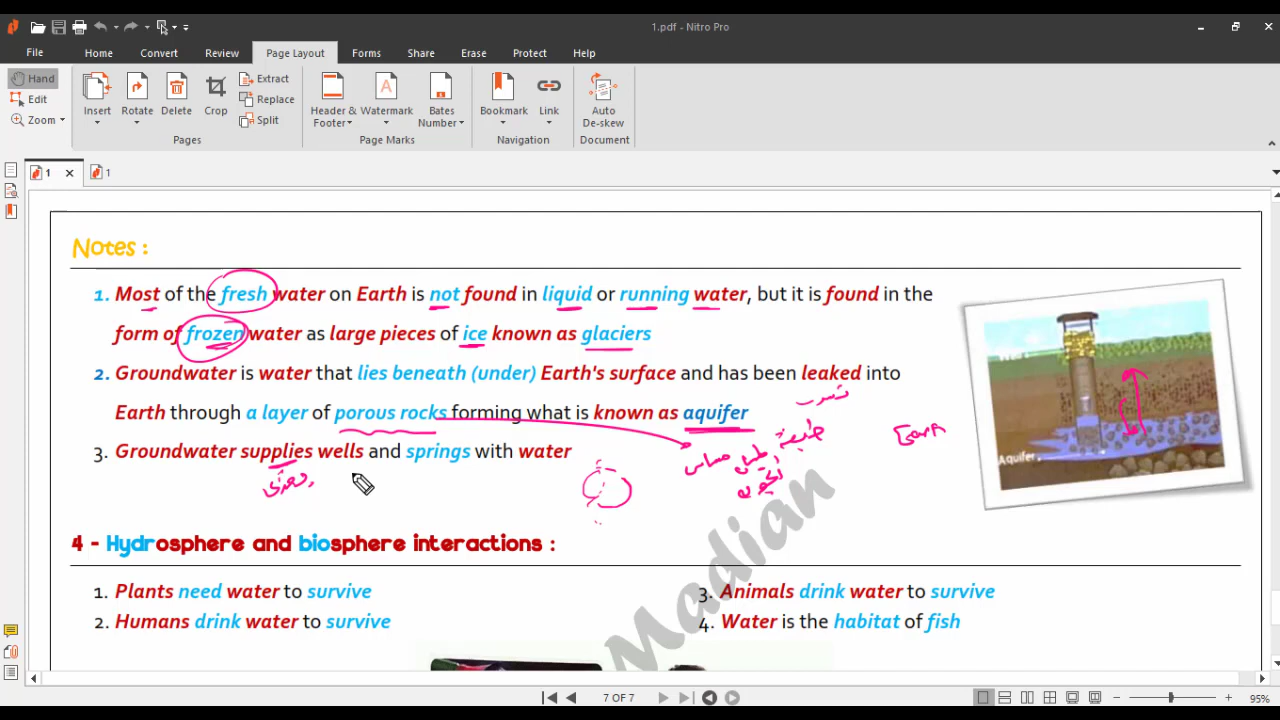 1.pdf - Nitro Pro
File Home Convert Review Page Layout Forms Share Erase Protect Help
Hand
Edit
Zoom
Insert Rotate Delete Crop
Extract
Replace
Split
Header & Footer Watermark Bates Number
Bookmark Link
Auto De-skew
Pages Page Marks Navigation Document
1 1
Notes :
1. Most of the fresh water on Earth is not found in liquid or running water, but it is found in the
form of frozen water as large pieces of ice known as glaciers
2. Groundwater is water that lies beneath (under) Earth's surface and has been leaked into
Earth through a layer of porous rocks forming what is known as aquifer
3. Groundwater supplies wells and springs with water
Well
Aquifer
Earth
تسرب
طبيعة
Madian
4 - Hydrosphere and biosphere interactions :
1. Plants need water to survive
2. Humans drink water to survive
3. Animals drink water to survive
4. Water is the habitat of fish
7 OF 7
95%